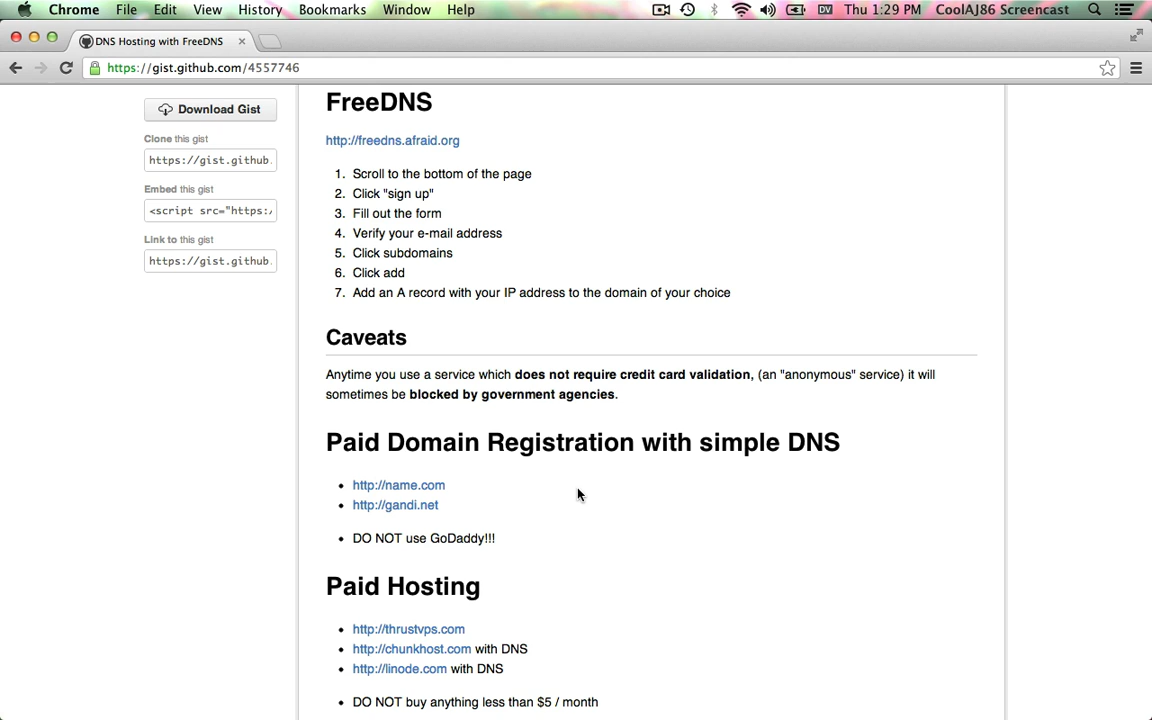 Chrome File Edit View History Bookmarks Window Help DV Thu 1:29 PM CoolAJ86 Screencast
DNS Hosting with FreeDNS
https://gist.github.com/4557746
Download Gist
Clone this gist
https://gist.github.
Embed this gist
<script src="https:/
Link to this gist
https://gist.github.
FreeDNS
http://freedns.afraid.org
1. Scroll to the bottom of the page
2. Click "sign up"
3. Fill out the form
4. Verify your e-mail address
5. Click subdomains
6. Click add
7. Add an A record with your IP address to the domain of your choice
Caveats
Anytime you use a service which does not require credit card validation, (an "anonymous" service) it will
sometimes be blocked by government agencies.
Paid Domain Registration with simple DNS
• http://name.com
• http://gandi.net
• DO NOT use GoDaddy!!!
Paid Hosting
• http://thrustvps.com
• http://chunkhost.com with DNS
• http://linode.com with DNS
• DO NOT buy anything less than $5 / month